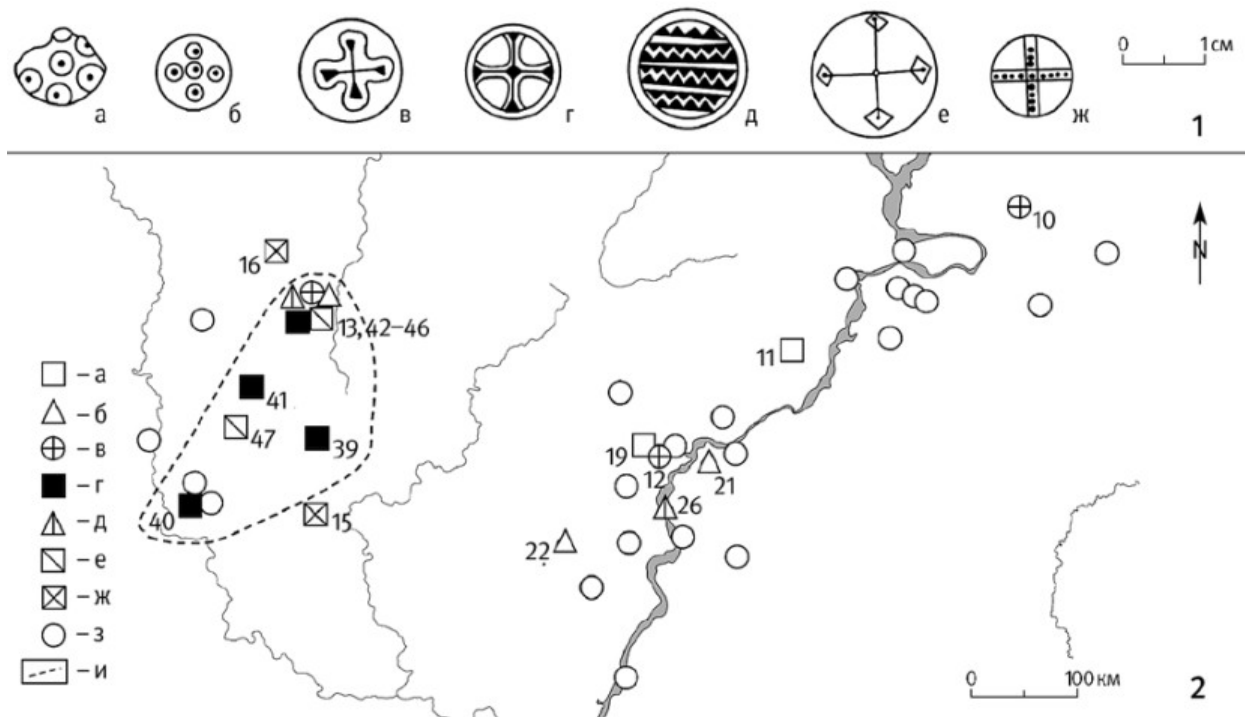 0 1 см
а б в г д е ж 1
10
N
16
13, 42–46
11
41
47
39
19
12
21
26
40
15
22
– а
– б
– в
– г
– д
– е
– ж
– з
– и
0 100 км
2